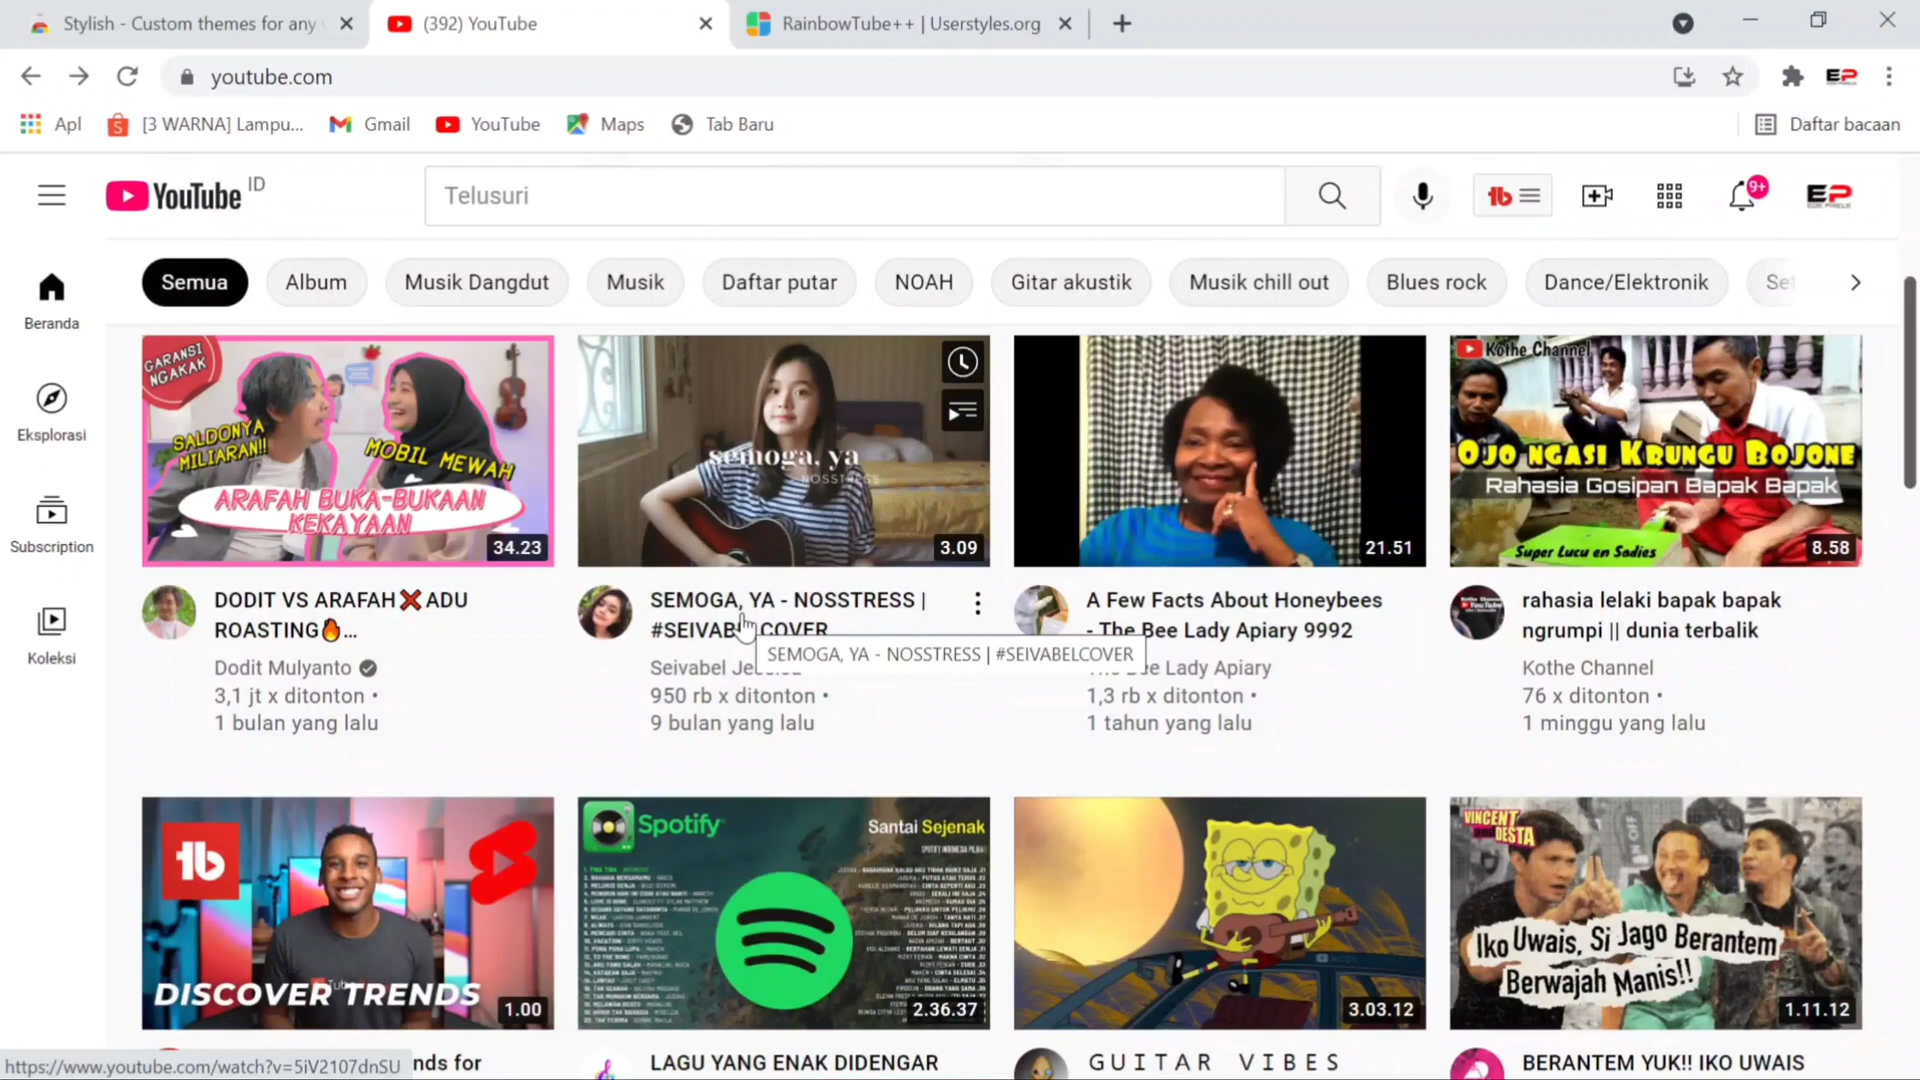 Stylish - Custom themes for any
(392) YouTube
RainbowTube++ | Userstyles.org
youtube.com
Apl
[3 WARNA] Lampu...
Gmail
YouTube
Maps
Tab Baru
Daftar bacaan
YouTube ID
Telusuri
9+
EP
Semua
Album
Musik Dangdut
Musik
Daftar putar
NOAH
Gitar akustik
Musik chill out
Blues rock
Dance/Elektronik
Beranda
Eksplorasi
Subscription
Koleksi
GARANSI
NGAKAK
SALDONYA
MILIARAN!!
MOBIL MEWAH
ARAFAH BUKA-BUKAAN
KEKAYAAN
34.23
semoga, ya
NOSSTRESS
3.09
21.51
Kothe Channel
OJO NGASI KRUNGU BOJONE
Rahasia Gosipan Bapak Bapak
Super Lucu en Sadies
8.58
DODIT VS ARAFAH❌ADU
ROASTING🔥...
Dodit Mulyanto
3,1 jt x ditonton •
1 bulan yang lalu
SEMOGA, YA - NOSSTRESS |
#SEIVABELCOVER
SEMOGA, YA - NOSSTRESS | #SEIVABELCOVER
950 rb x ditonton •
9 bulan yang lalu
A Few Facts About Honeybees
- The Bee Lady Apiary 9992
The Bee Lady Apiary
1,3 rb x ditonton •
1 tahun yang lalu
rahasia lelaki bapak bapak
ngrumpi || dunia terbalik
Kothe Channel
76 x ditonton •
1 minggu yang lalu
DISCOVER TRENDS
1.00
Spotify
Santai Sejenak
2.36.37
3.03.12
VINCENT
and DESTA
Iko Uwais, Si Jago Berantem
Berwajah Manis!!
1.11.12
https://www.youtube.com/watch?v=5iV2107dnSU
nds for
LAGU YANG ENAK DIDENGAR
GUITAR VIBES
BERANTEM YUK!! IKO UWAIS